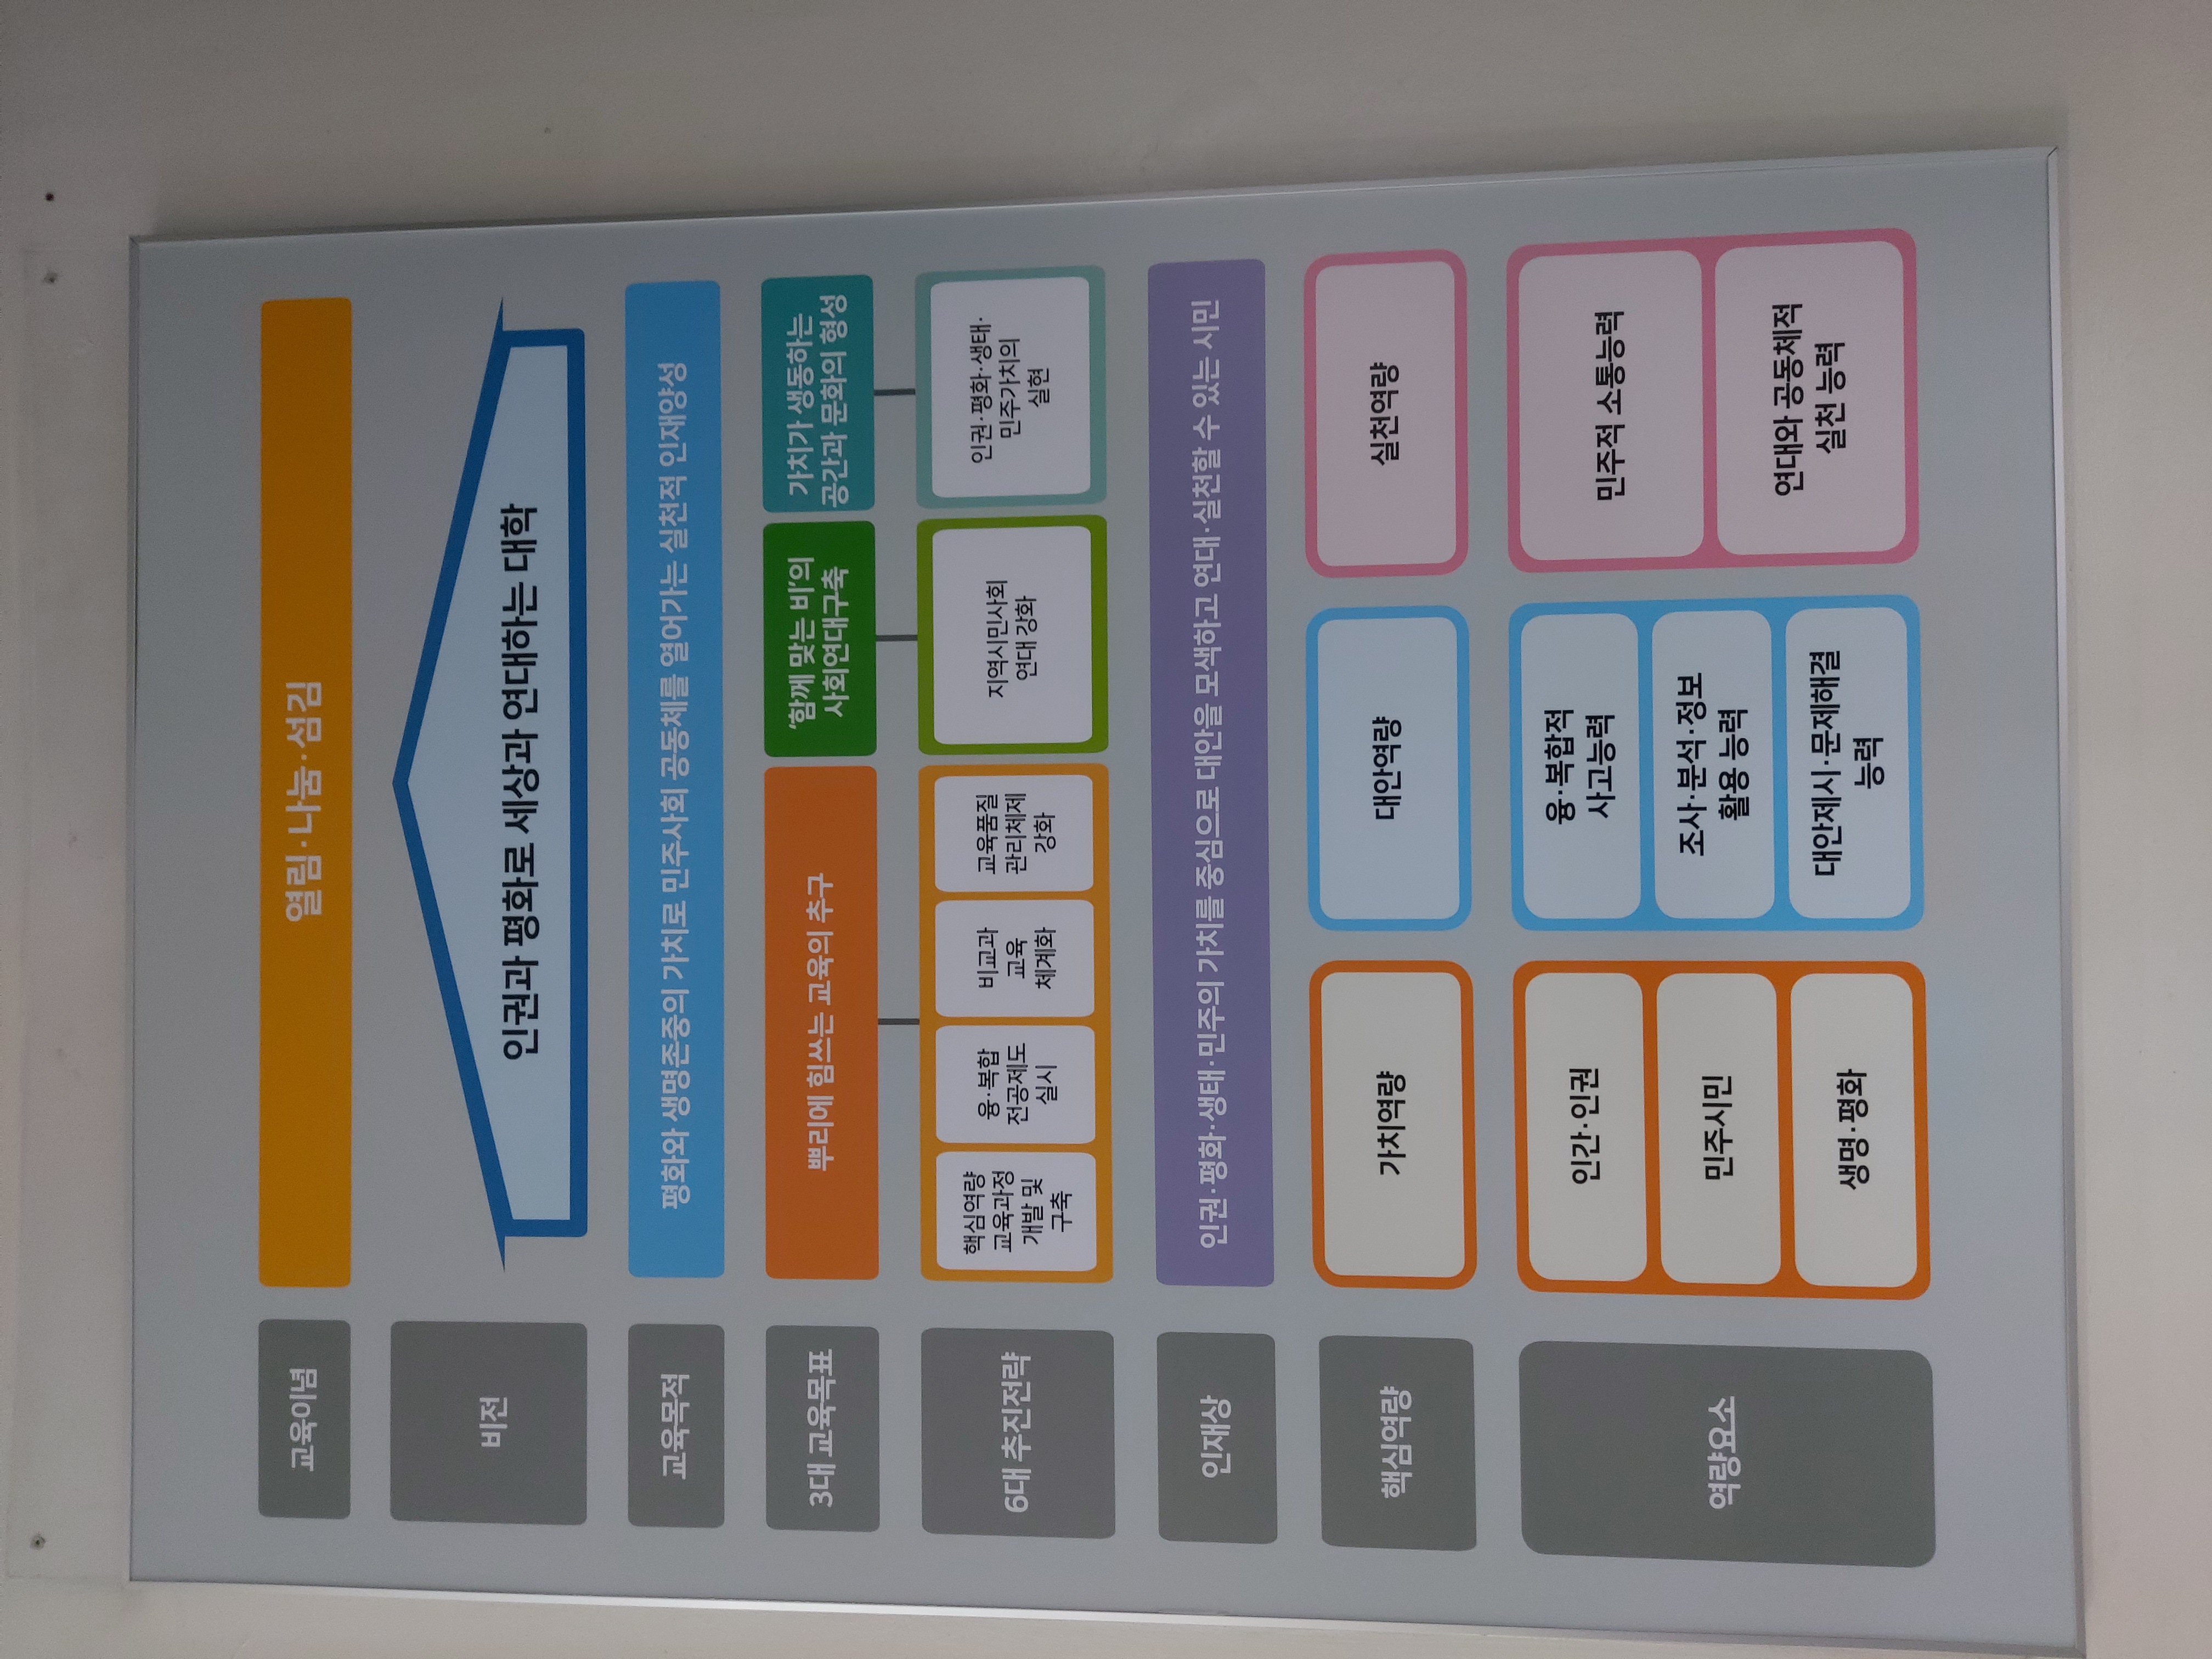 교육이념
열림·나눔·섬김
비전
인권과 평화로 세상과 연대하는 대학
교육목적
평화와 생명존중의 가치로 민주사회 공동체를 열어가는 실천적 인재양성
3대 교육목표
뿌리에 힘쓰는 교육의 추구
‘함께 맞는 비’의
사회연대구축
가치가 생동하는
공간과 문화의 형성
6대 추진전략
핵심역량
교육과정
개발 및
구축
융·복합
전공제도
실시
비교과
교육
체계화
교육품질
관리체제
강화
지역시민사회
연대 강화
인권·평화·생태·
민주가치의
실현
인재상
인권·평화·생태·민주의 가치를 중심으로 대안을 모색하고 연대·실천할 수 있는 시민
핵심역량
가치역량
대안역량
실천역량
역량요소
인간·인권
민주시민
생명·평화
융·복합적
사고능력
조사·분석·정보
활용 능력
대안제시·문제해결
능력
민주적 소통능력
연대와 공동체적
실천 능력